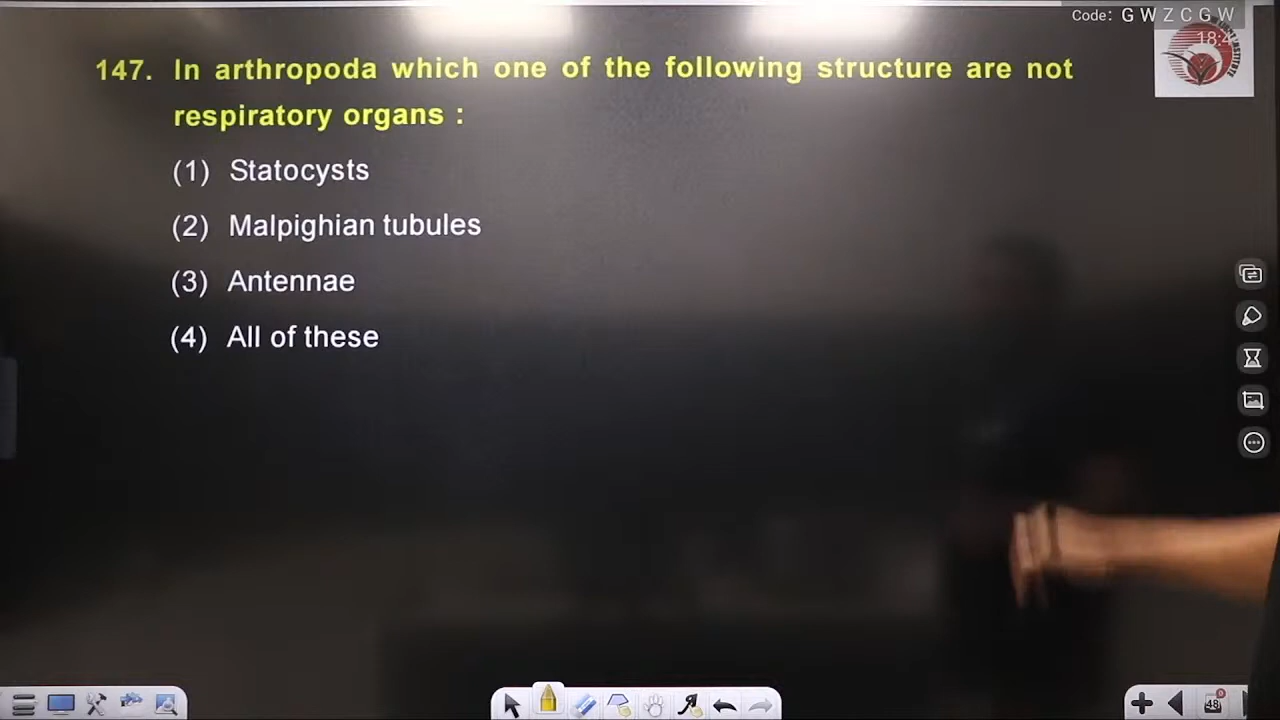 Code: G W Z C G W
147. In arthropoda which one of the following structure are not
respiratory organs :
(1) Statocysts
(2) Malpighian tubules
(3) Antennae
(4) All of these
48